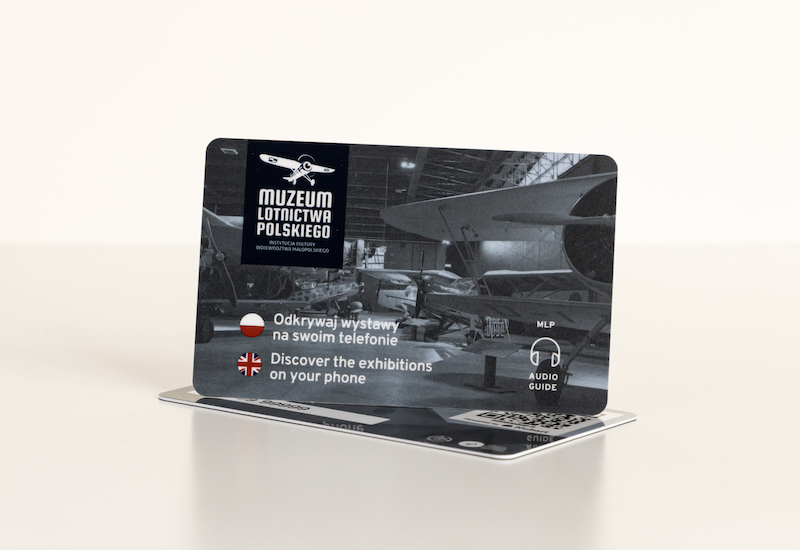 MUZEUM
LOTNICTWA
POLSKIEGO
INSTYTUCJA KULTURY
WOJEWÓDZTWA MAŁOPOLSKIEGO
Odkrywaj wystawy
na swoim telefonie
Discover the exhibitions
on your phone
MLP
AUDIO
GUIDE